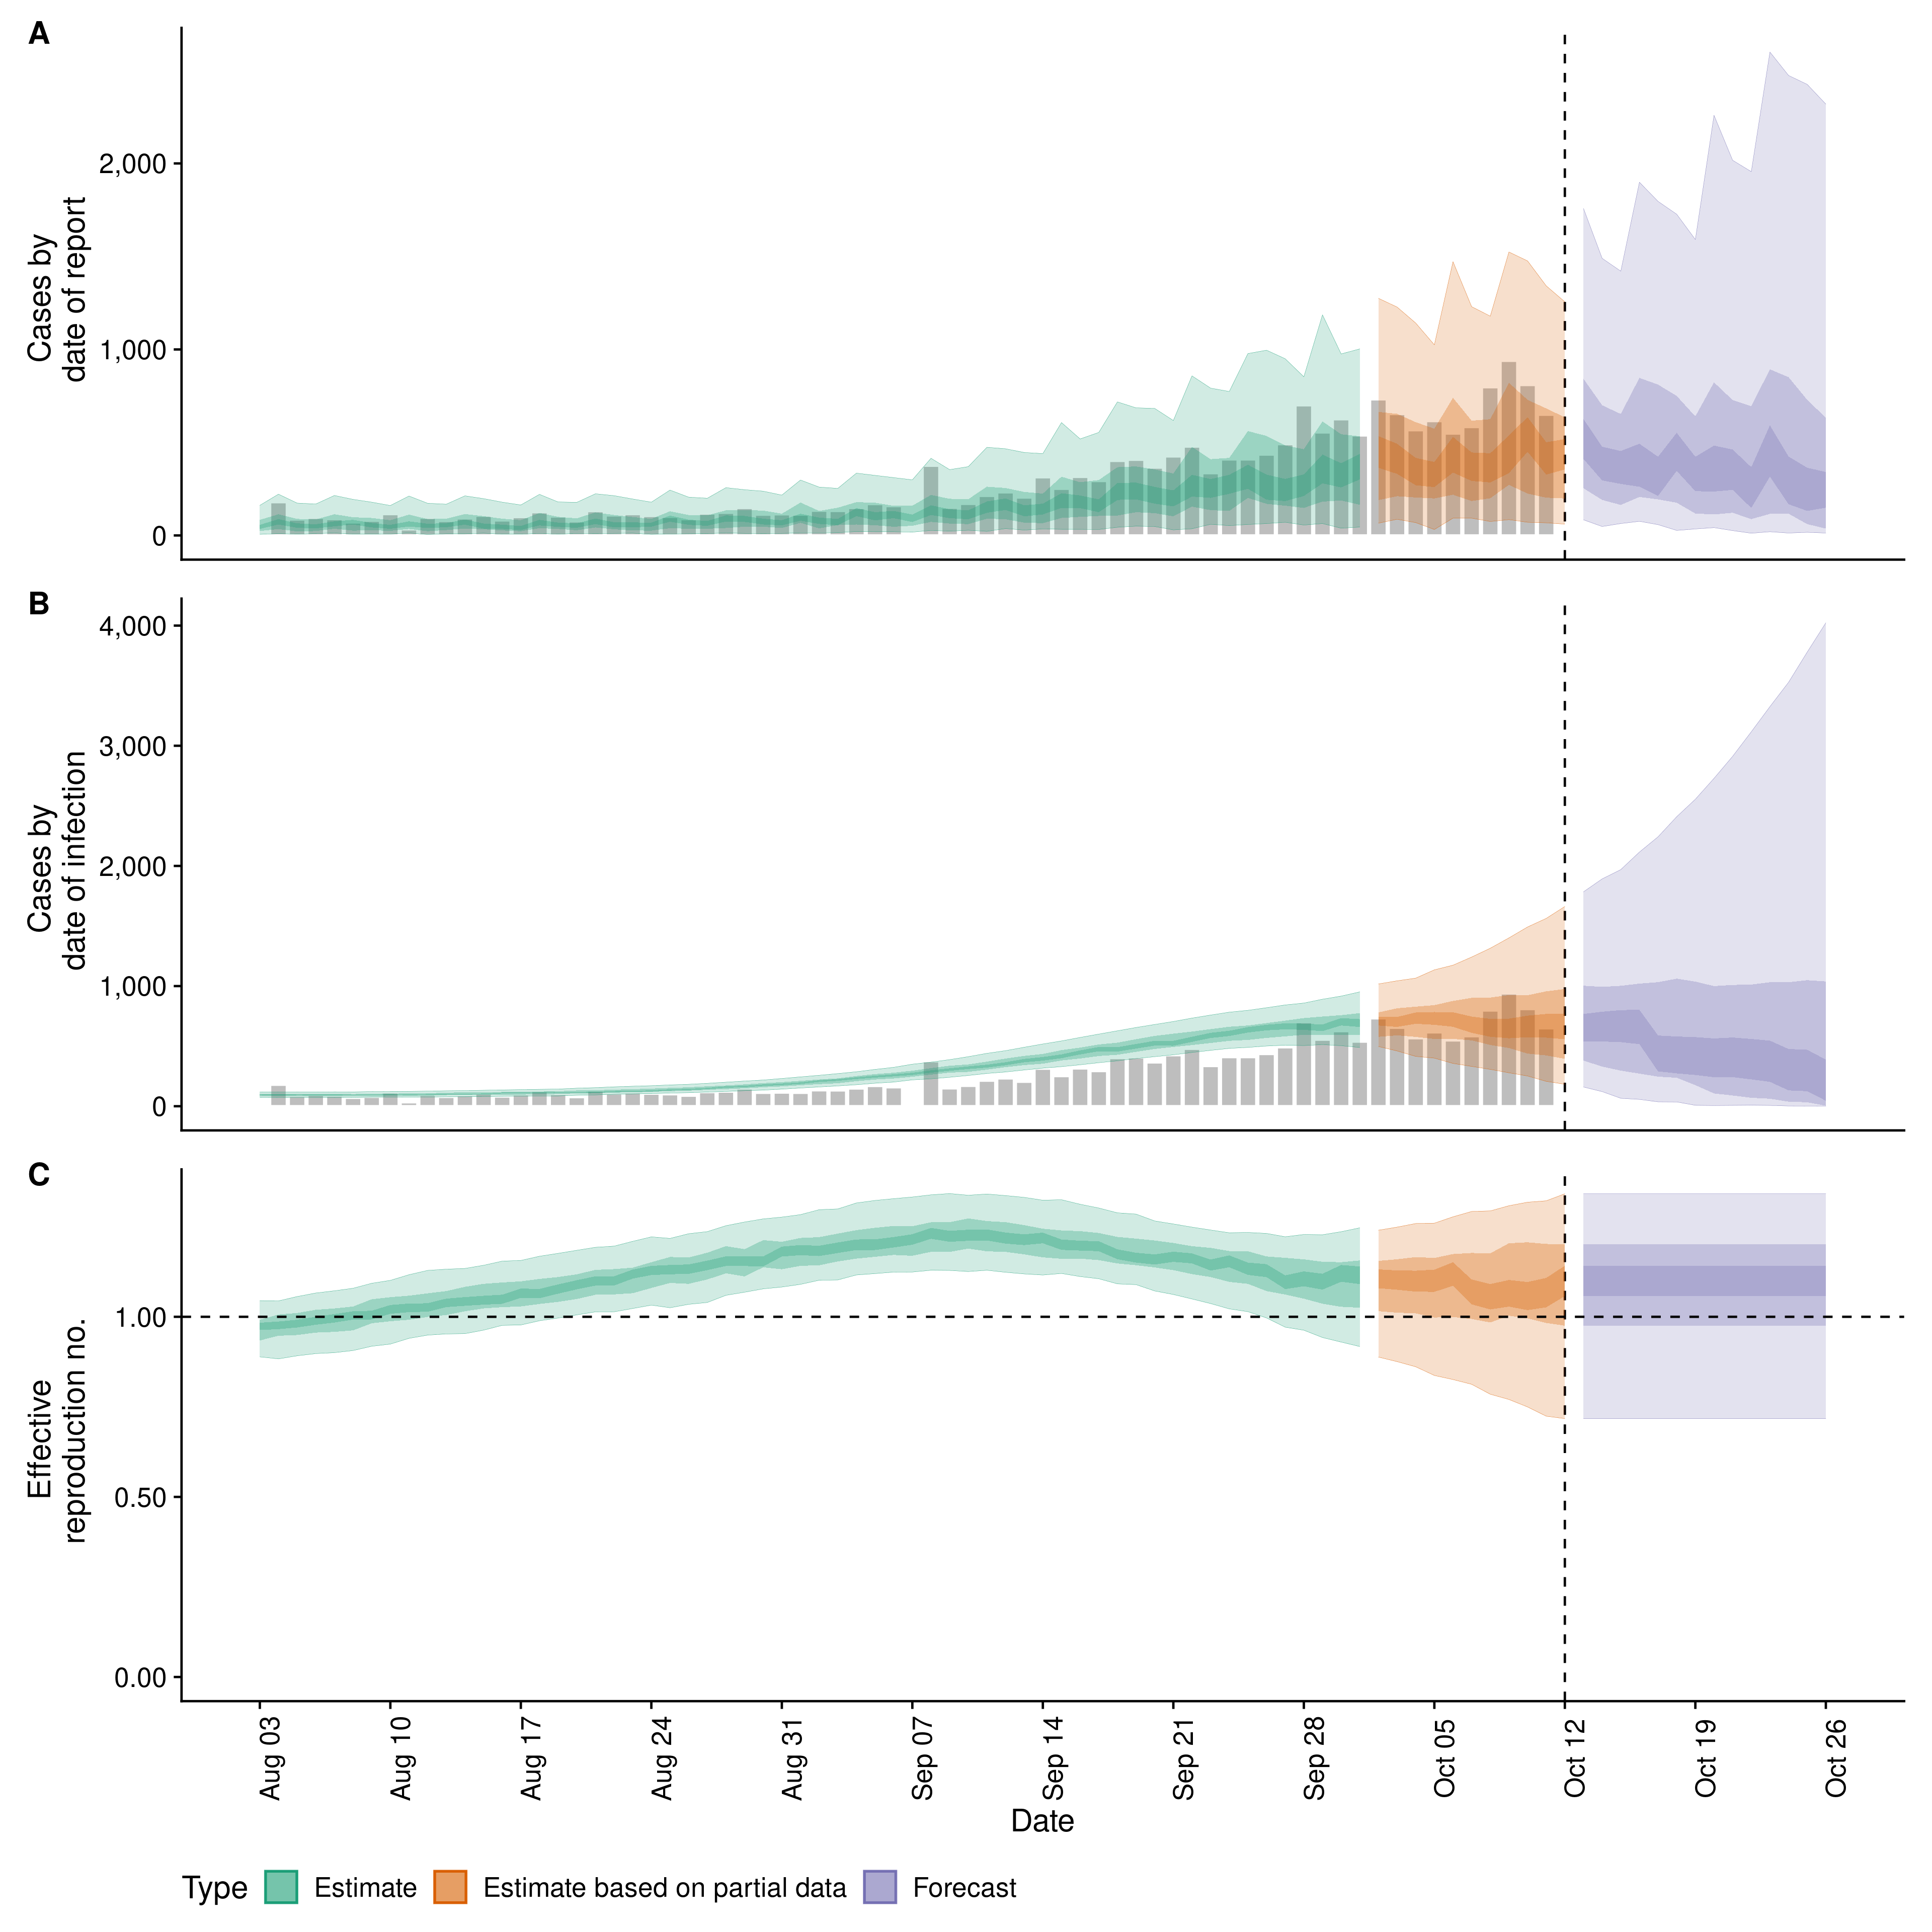 A
Cases by
date of report
2,000
1,000
0
B
Cases by
date of infection
4,000
3,000
2,000
1,000
0
C
Effective
reproduction no.
1.00
0.50
0.00
Aug 03
Aug 10
Aug 17
Aug 24
Aug 31
Sep 07
Sep 14
Sep 21
Sep 28
Oct 05
Oct 12
Oct 19
Oct 26
Date
Type Estimate Estimate based on partial data Forecast